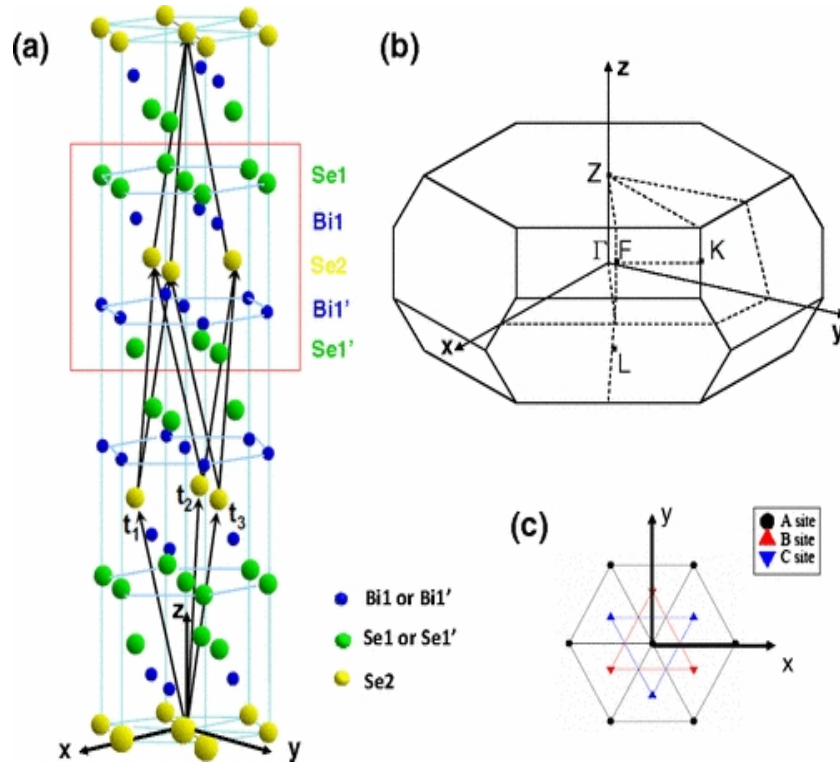 (a)
Se1
Bi1
Se2
Bi1'
Se1'
t1
t2
t3
z
x
y
Bi1 or Bi1'
Se1 or Se1'
Se2
(b)
z
Z
Γ
F
K
x
y
L
(c)
y
x
A site
B site
C site